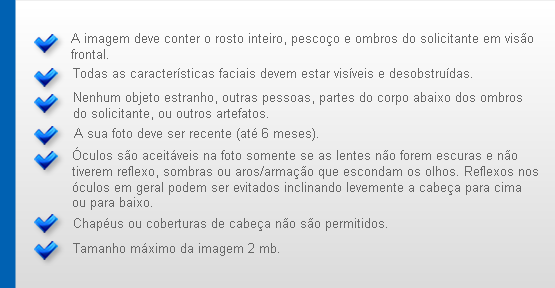 A imagem deve conter o rosto inteiro, pescoço e ombros do solicitante em visão
frontal.
Todas as características faciais devem estar visíveis e desobstruídas.
Nenhum objeto estranho, outras pessoas, partes do corpo abaixo dos ombros
do solicitante, ou outros artefatos.
A sua foto deve ser recente (até 6 meses).
Óculos são aceitáveis na foto somente se as lentes não forem escuras e não
tiverem reflexo, sombras ou aros/armação que escondam os olhos. Reflexos nos
óculos em geral podem ser evitados inclinando levemente a cabeça para cima
ou para baixo.
Chapéus ou coberturas de cabeça não são permitidos.
Tamanho máximo da imagem 2 mb.